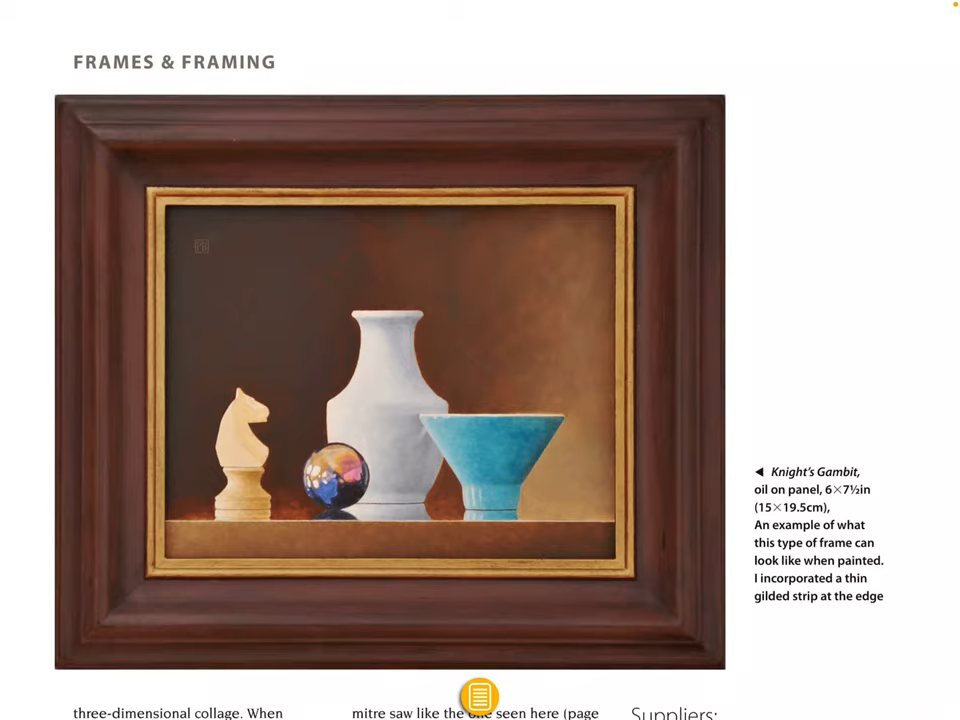 FRAMES & FRAMING
◄ Knight's Gambit,
oil on panel, 6×7½in
(15×19.5cm),
An example of what
this type of frame can
look like when painted.
I incorporated a thin
gilded strip at the edge
three-dimensional collage. When
mitre saw like the one seen here (page
Suppliers: